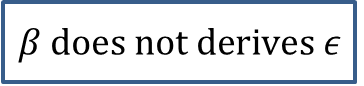 β does not derives ϵ